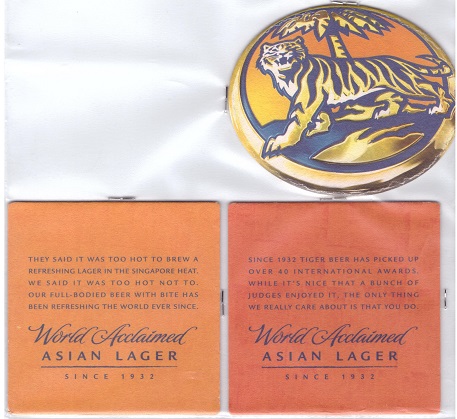 THEY SAID IT WAS TOO HOT TO BREW A
REFRESHING LAGER IN THE SINGAPORE HEAT.
WE SAID IT WAS TOO HOT NOT TO.
OUR FULL-BODIED BEER WITH BITE HAS
BEEN REFRESHING THE WORLD EVER SINCE.
World Acclaimed
ASIAN LAGER
SINCE 1932
SINCE 1932 TIGER BEER HAS PICKED UP
OVER 40 INTERNATIONAL AWARDS.
WHILE IT'S NICE THAT A BUNCH OF
JUDGES ENJOYED IT, THE ONLY THING
WE REALLY CARE ABOUT IS THAT YOU DO.
World Acclaimed
ASIAN LAGER
SINCE 1932